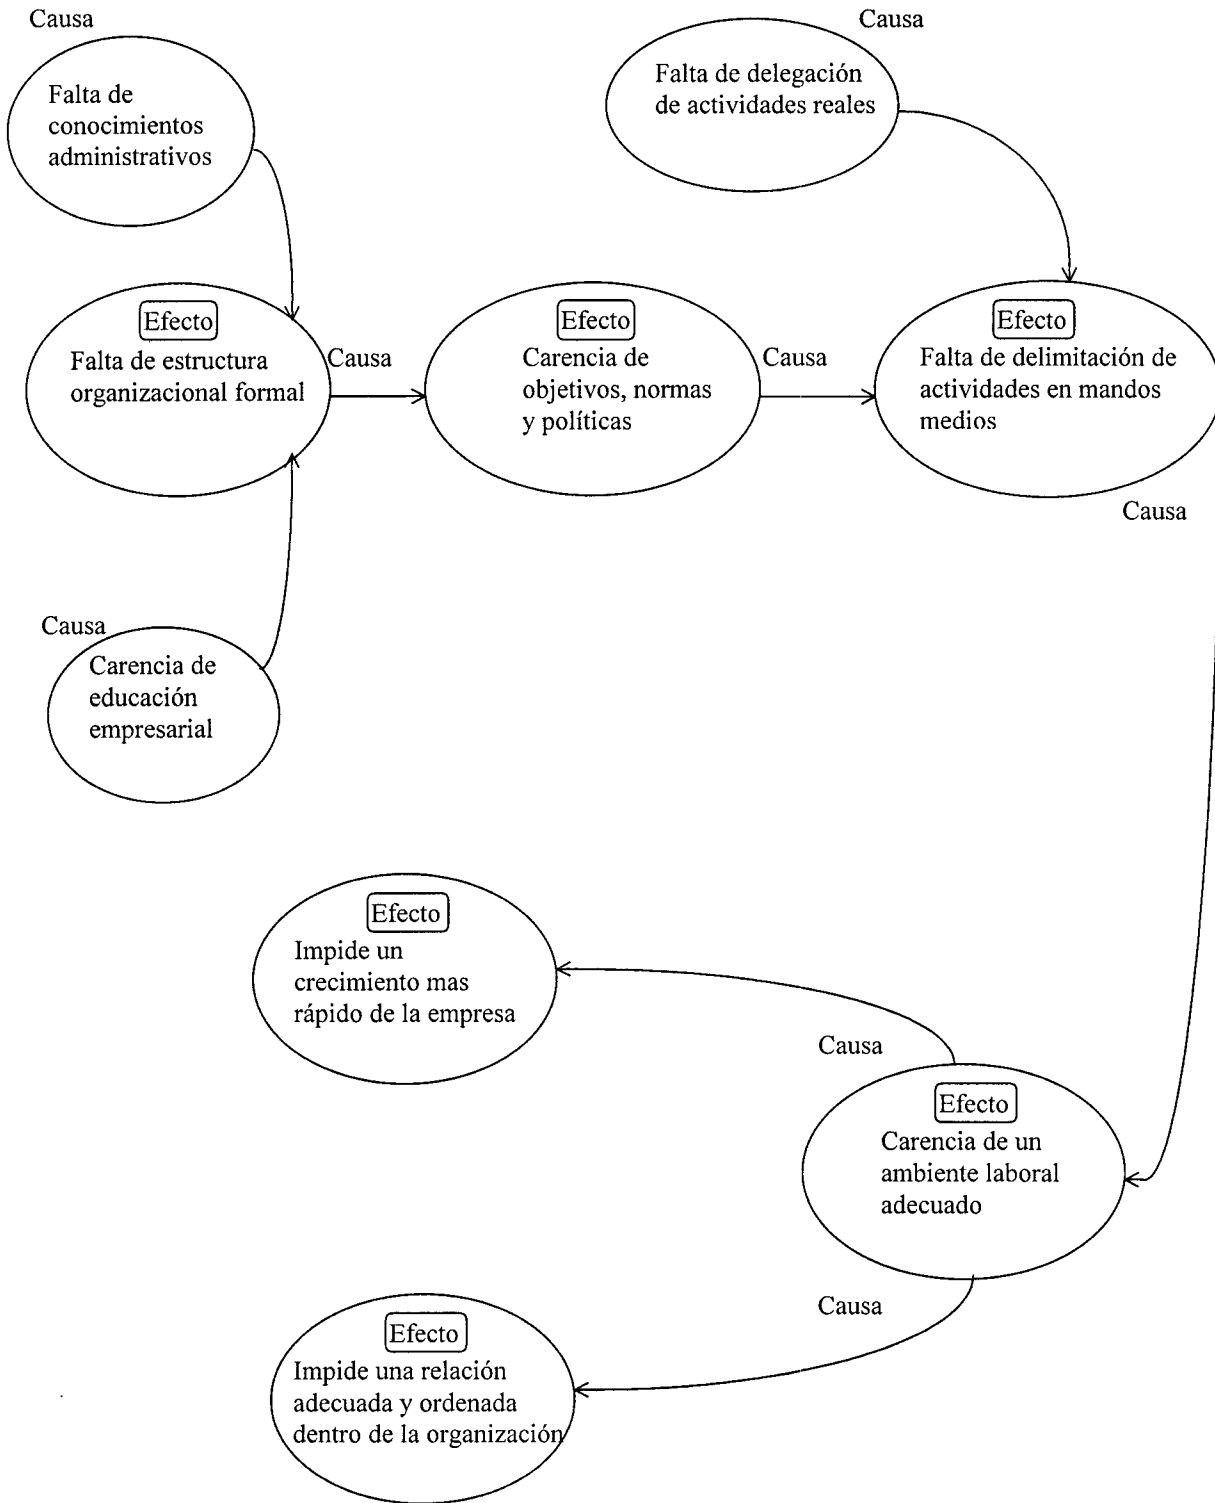 Causa
Falta de
conocimientos
administrativos
Causa
Falta de delegación
de actividades reales
Efecto
Falta de estructura
organizacional formal
Causa
Efecto
Carencia de
objetivos, normas
y políticas
Causa
Efecto
Falta de delimitación de
actividades en mandos
medios
Causa
Causa
Carencia de
educación
empresarial
Efecto
Impide un
crecimiento mas
rápido de la empresa
Causa
Efecto
Carencia de un
ambiente laboral
adecuado
Causa
Efecto
Impide una relación
adecuada y ordenada
dentro de la organización